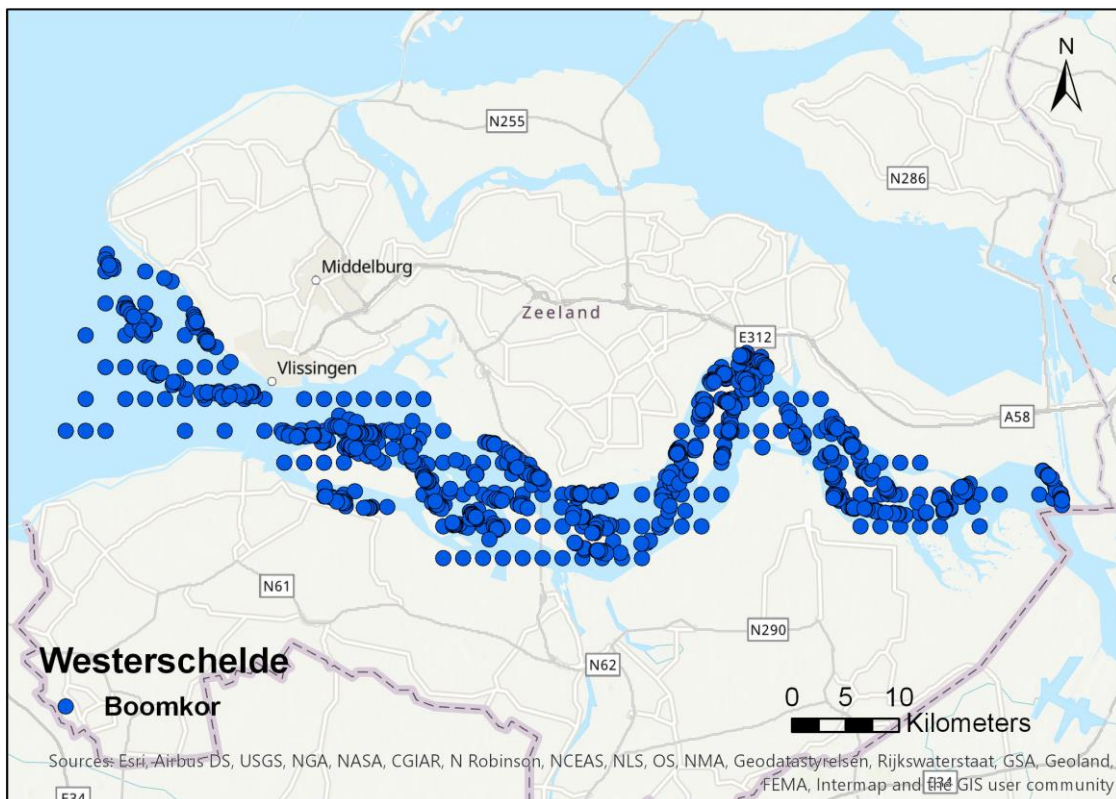 N
N255
N286
Middelburg
Zeeland
E312
Vlissingen
A58
N61
N290
Westerschelde
N62
Boomkor
0 5 10
Kilometers
Sources: Esri, Airbus DS, USGS, NGA, NASA, CGIAR, N Robinson, NCEAS, NLS, OS, NMA, Geodatastyrelsen, Rijkswaterstaat, GSA, Geoland,
FEMA, Intermap and the GIS user community
E34
E34